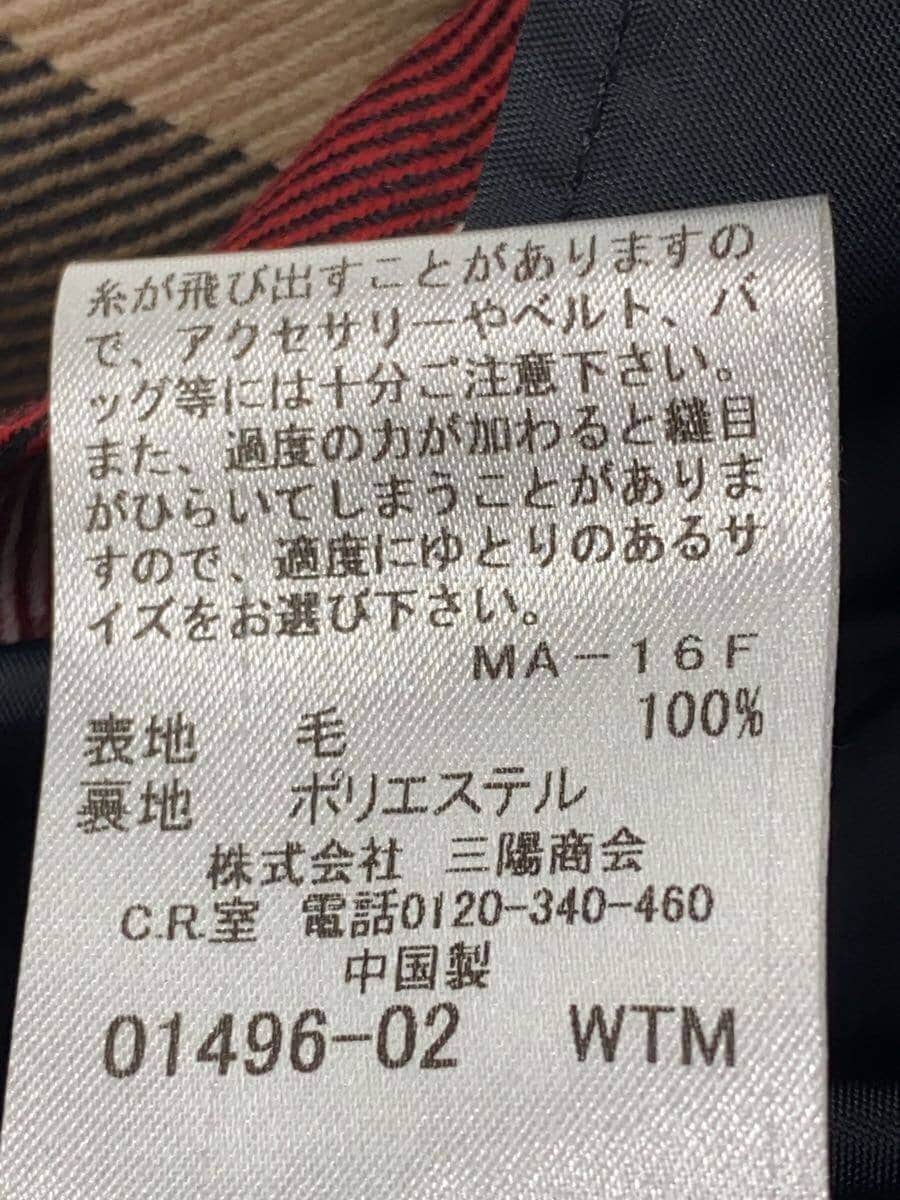 糸が飛び出すことがありますの
で、アクセサリーやベルト、バ
ッグ等には十分ご注意下さい。
また、過度の力が加わると縫目
がひらいてしまうことがありま
すので、適度にゆとりのあるサ
イズをお選び下さい。
MA-16F
表地 毛 100%
裏地 ポリエステル
株式会社 三陽商会
C.R.室 電話0120-340-460
中国製
01496-02 WTM